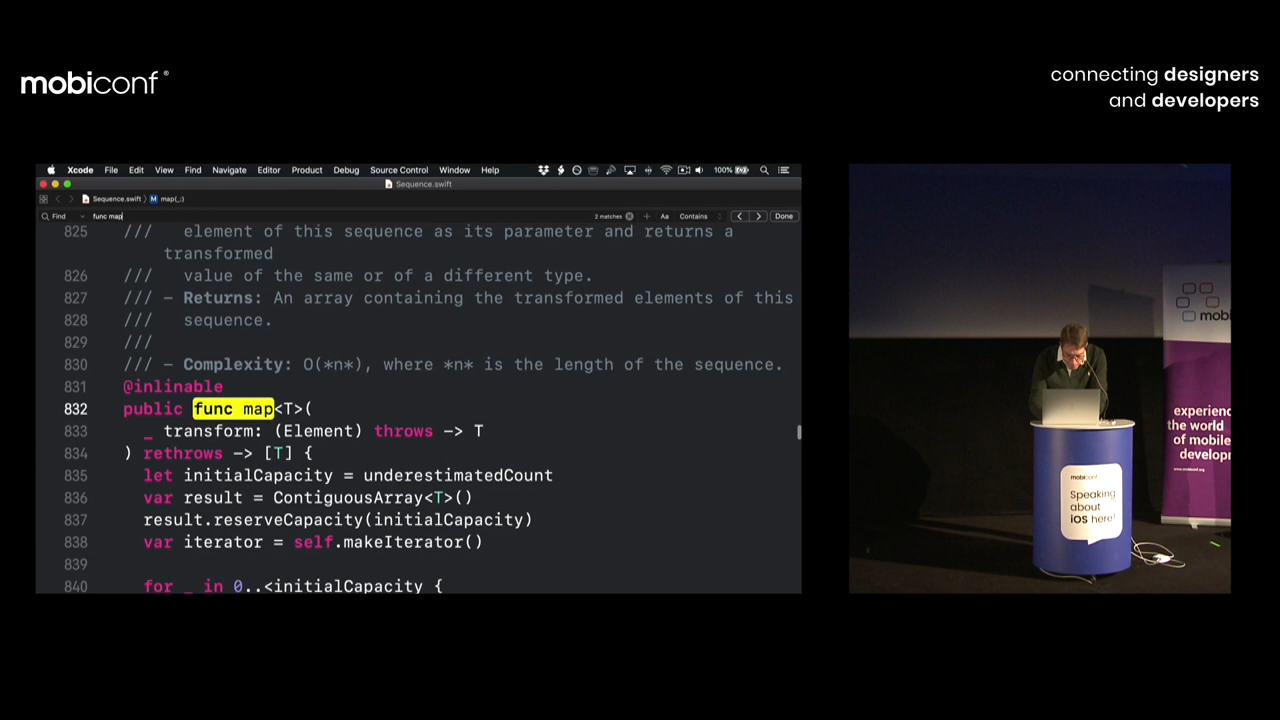 mobiconf®
connecting designers
and developers
Xcode File Edit View Find Navigate Editor Product Debug Source Control Window Help 100%
Sequence.swift
Sequence.swift 〉 M map(_:)
Find func map 2 matches Aa Contains Done
825 /// element of this sequence as its parameter and returns a
transformed
826 /// value of the same or of a different type.
827 /// - Returns: An array containing the transformed elements of this
828 /// sequence.
829 ///
830 /// - Complexity: O(*n*), where *n* is the length of the sequence.
831 @inlinable
832 public func map<T>(
833 _ transform: (Element) throws -> T
834 ) rethrows -> [T] {
835 let initialCapacity = underestimatedCount
836 var result = ContiguousArray<T>()
837 result.reserveCapacity(initialCapacity)
838 var iterator = self.makeIterator()
839
840 for _ in 0..<initialCapacity {
mobi
experienc
the world
of mobile
developm
www.mobiconf.org
mobiconf
Speaking
about
iOS here!